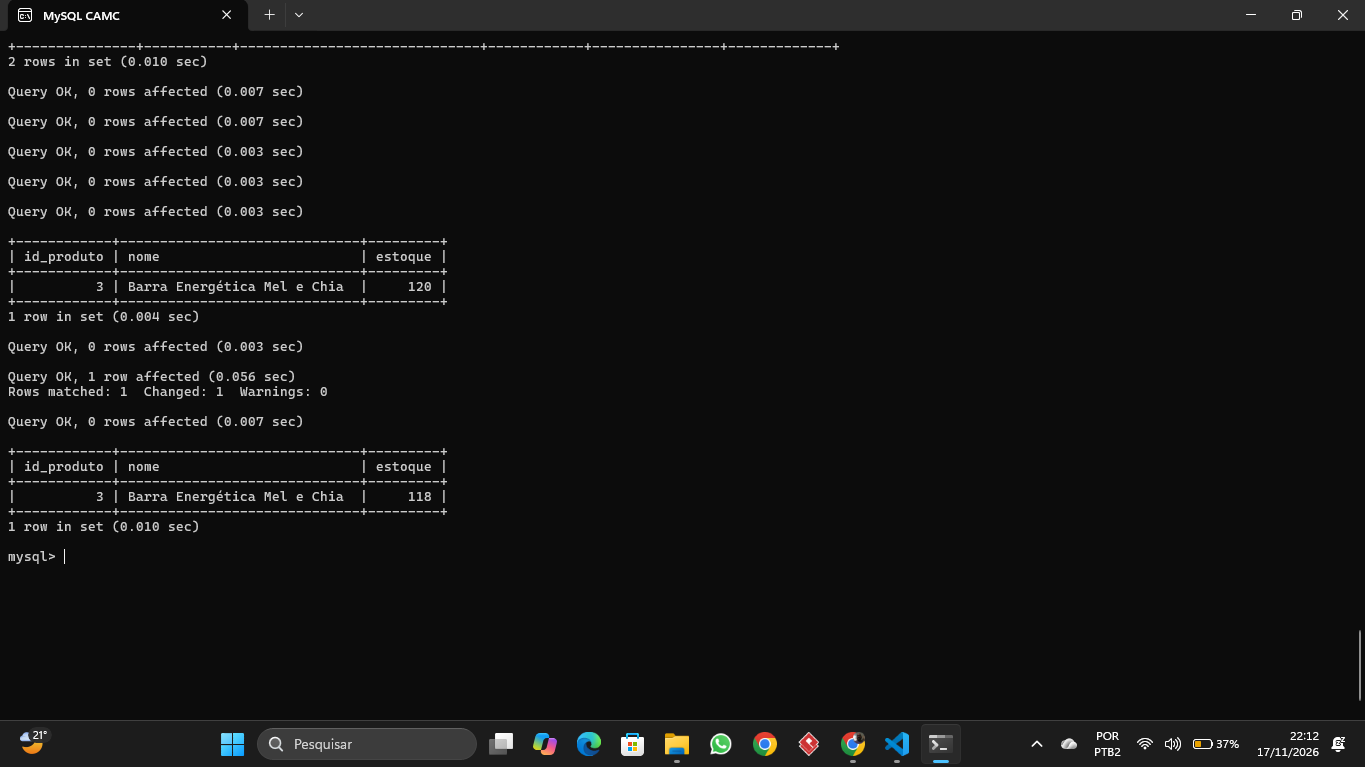 MySQL CAMC
+---------------+-----------+------------------------------+------------+----------------+-------------+
2 rows in set (0.010 sec)
Query OK, 0 rows affected (0.007 sec)
Query OK, 0 rows affected (0.007 sec)
Query OK, 0 rows affected (0.003 sec)
Query OK, 0 rows affected (0.003 sec)
Query OK, 0 rows affected (0.003 sec)
+------------+------------------------------+---------+
| id_produto | nome                         | estoque |
+------------+------------------------------+---------+
|          3 | Barra Energética Mel e Chia  |     120 |
+------------+------------------------------+---------+
1 row in set (0.004 sec)
Query OK, 0 rows affected (0.003 sec)
Query OK, 1 row affected (0.056 sec)
Rows matched: 1  Changed: 1  Warnings: 0
Query OK, 0 rows affected (0.007 sec)
+------------+------------------------------+---------+
| id_produto | nome                         | estoque |
+------------+------------------------------+---------+
|          3 | Barra Energética Mel e Chia  |     118 |
+------------+------------------------------+---------+
1 row in set (0.010 sec)
mysql>
21°
Pesquisar
POR
PTB2
37%
22:12
17/11/2026